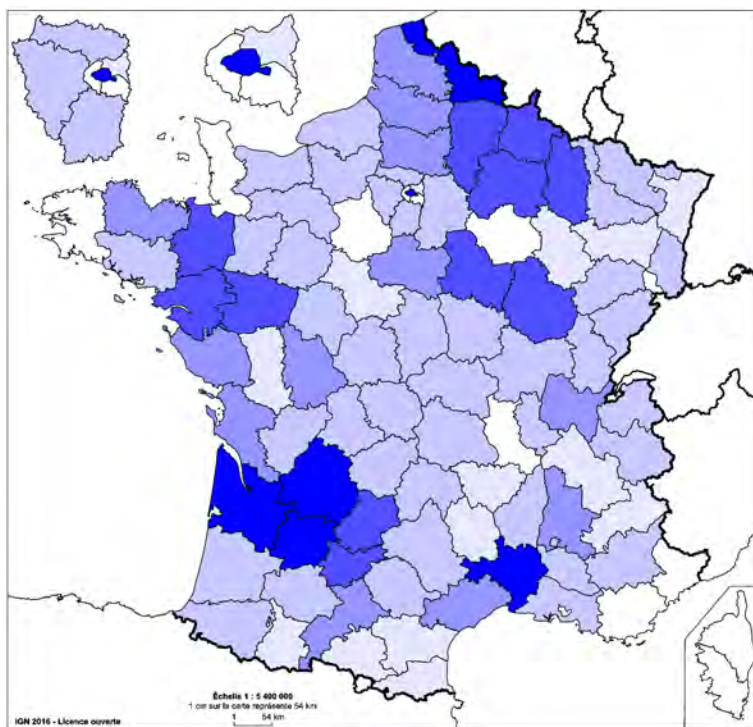 Échelle 1 : 5 400 000
1 cm sur la carte représente 54 km
1 54 km
IGN 2016 - Licence ouverte